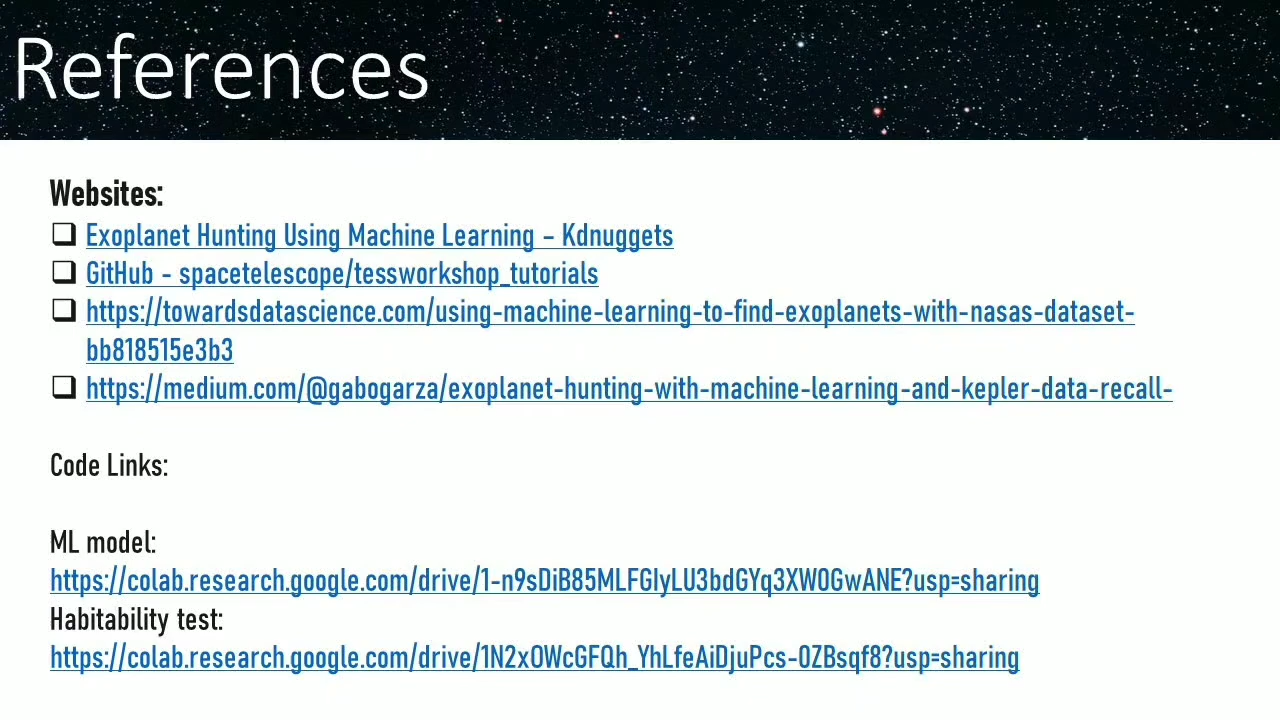 References
Websites:
❑ Exoplanet Hunting Using Machine Learning – Kdnuggets
❑ GitHub - spacetelescope/tessworkshop_tutorials
❑ https://towardsdatascience.com/using-machine-learning-to-find-exoplanets-with-nasas-dataset-
bb818515e3b3
❑ https://medium.com/@gabogarza/exoplanet-hunting-with-machine-learning-and-kepler-data-recall-
Code Links:
ML model:
https://colab.research.google.com/drive/1-n9sDiB85MLFGIyLU3bdGYq3XW0GwANE?usp=sharing
Habitability test:
https://colab.research.google.com/drive/1N2xOWcGFQh_YhLfeAiDjuPcs-0ZBsqf8?usp=sharing